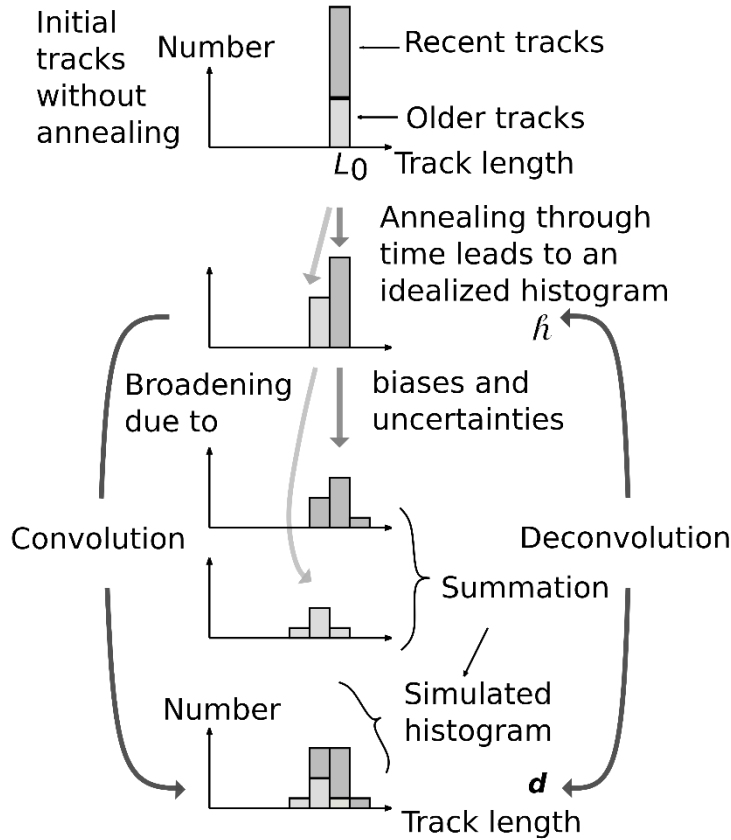 Initial
tracks
without
annealing
Number
Recent tracks
Older tracks
L0
Track length
Annealing through
time leads to an
idealized histogram
ℏ
Broadening
due to
biases and
uncertainties
Convolution
Deconvolution
Summation
Simulated
histogram
Number
d
Track length